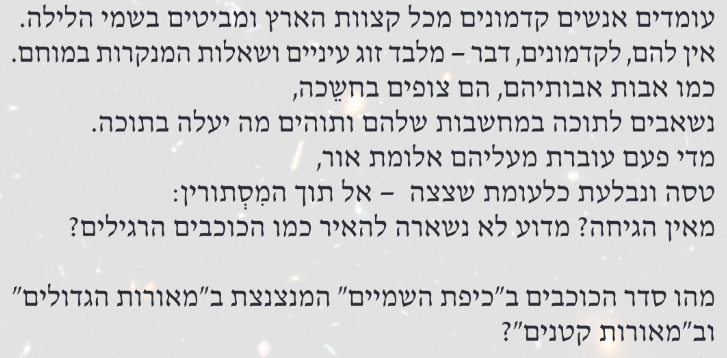 עומדים אנשים קדמונים מכל קצוות הארץ ומביטים בשמי הלילה.
אין להם, לקדמונים, דבר – מלבד זוג עיניים ושאלות המנקרות במוחם.
כמו אבות אבותיהם, הם צופים בחשֵכה,
נשאבים לתוכה במחשבות שלהם ותוהים מה יעלה בתוכה.
מדי פעם עוברת מעליהם אלומת אור,
טסה ונבלעת כלעומת שצצה – אל תוך המִסְתורין:
מאין הגיחה? מדוע לא נשארה להאיר כמו הכוכבים הרגילים?
מהו סדר הכוכבים ב"כיפת השמיים" המנצנצת ב"מאורות הגדולים"
וב"מאורות קטנים"?